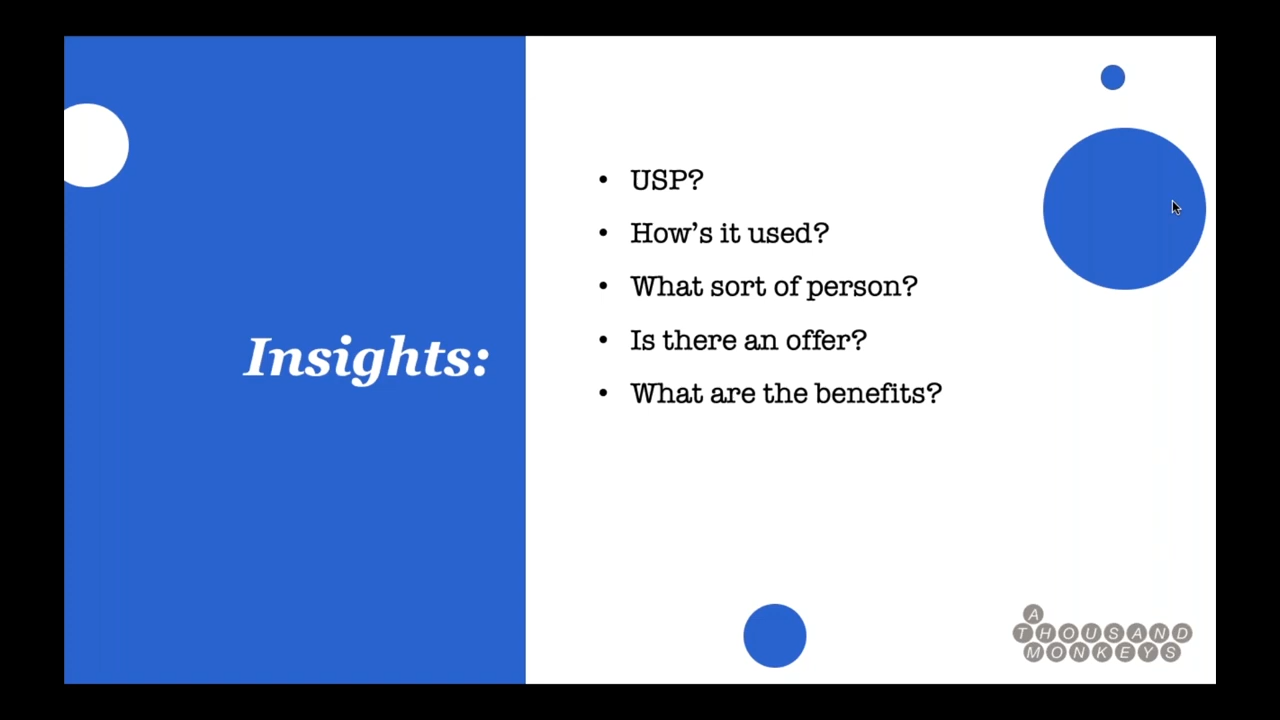 Insights:
• USP?
• How's it used?
• What sort of person?
• Is there an offer?
• What are the benefits?
A
THOUSAND
MONKEYS